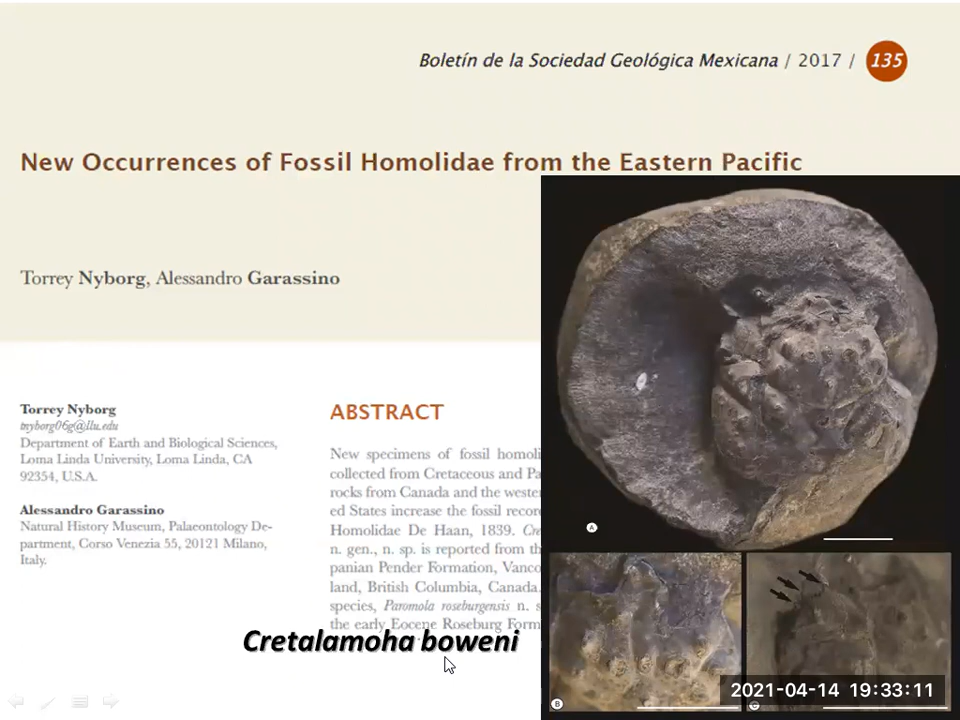 Boletín de la Sociedad Geológica Mexicana / 2017 / 135
New Occurrences of Fossil Homolidae from the Eastern Pacific
Torrey Nyborg, Alessandro Garassino
Torrey Nyborg
tnyborg06g@llu.edu
Department of Earth and Biological Sciences,
Loma Linda University, Loma Linda, CA
92354, U.S.A.
Alessandro Garassino
Natural History Museum, Palaeontology De-
partment, Corso Venezia 55, 20121 Milano,
Italy.
ABSTRACT
New specimens of fossil homoli
collected from Cretaceous and Pa
rocks from Canada and the wester
ed States increase the fossil recor
Homolidae De Haan, 1839. Cre
n. gen., n. sp. is reported from th
panian Pender Formation, Vanco
land, British Columbia, Canada.
species, Paromola roseburgensis n. s
the early Eocene Roseburg Form
Cretalamoha boweni
A
B
C
2021-04-14 19:33:11